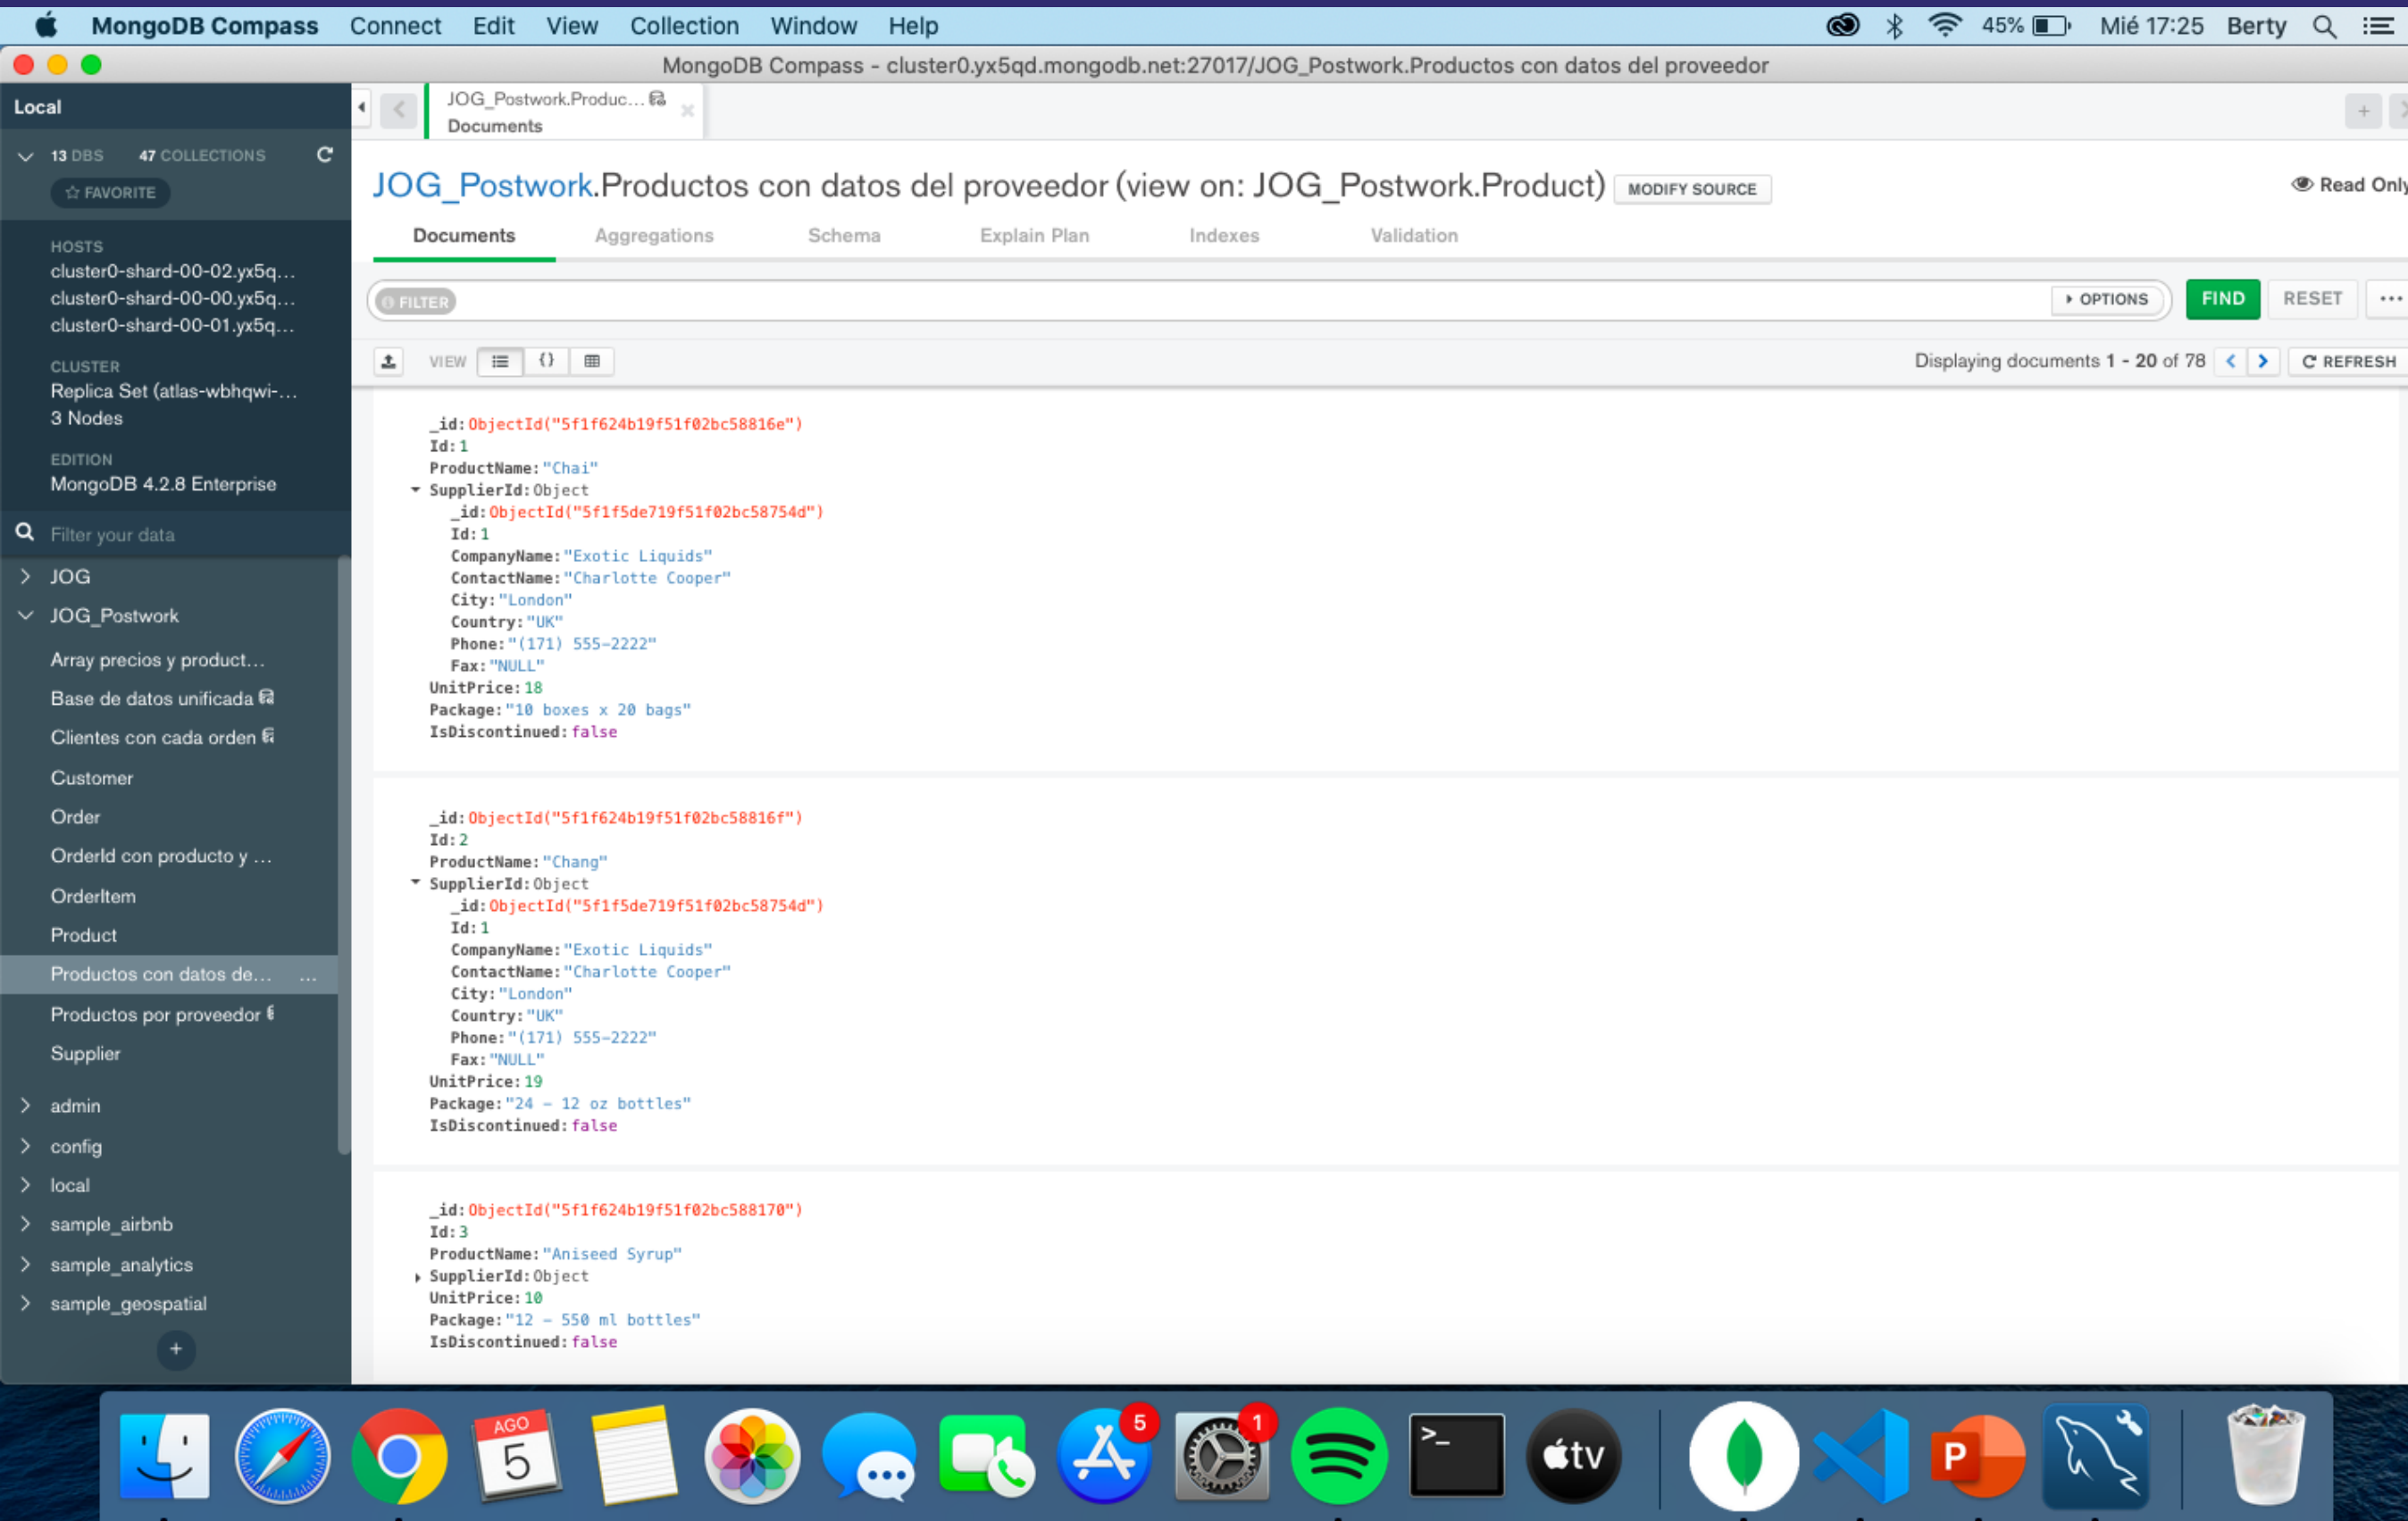 MongoDB Compass Connect Edit View Collection Window Help 45% Mié 17:25 Berty
MongoDB Compass - cluster0.yx5qd.mongodb.net:27017/JOG_Postwork.Productos con datos del proveedor
Local
JOG_Postwork.Produc...
Documents
13 DBS 47 COLLECTIONS
FAVORITE
HOSTS
cluster0-shard-00-02.yx5q...
cluster0-shard-00-00.yx5q...
cluster0-shard-00-01.yx5q...
CLUSTER
Replica Set (atlas-wbhqwi-...
3 Nodes
EDITION
MongoDB 4.2.8 Enterprise
Filter your data
JOG
JOG_Postwork
Array precios y product...
Base de datos unificada
Clientes con cada orden
Customer
Order
OrderId con producto y ...
OrderItem
Product
Productos con datos de... ...
Productos por proveedor
Supplier
admin
config
local
sample_airbnb
sample_analytics
sample_geospatial
+
JOG_Postwork.Productos con datos del proveedor (view on: JOG_Postwork.Product) MODIFY SOURCE Read Only
Documents Aggregations Schema Explain Plan Indexes Validation
FILTER OPTIONS FIND RESET ...
VIEW {} Displaying documents 1 - 20 of 78 < > REFRESH
_id:ObjectId("5f1f624b19f51f02bc58816e")
Id:1
ProductName:"Chai"
SupplierId:Object
_id:ObjectId("5f1f5de719f51f02bc58754d")
Id:1
CompanyName:"Exotic Liquids"
ContactName:"Charlotte Cooper"
City:"London"
Country:"UK"
Phone:"(171) 555-2222"
Fax:"NULL"
UnitPrice:18
Package:"10 boxes x 20 bags"
IsDiscontinued:false
_id:ObjectId("5f1f624b19f51f02bc58816f")
Id:2
ProductName:"Chang"
SupplierId:Object
_id:ObjectId("5f1f5de719f51f02bc58754d")
Id:1
CompanyName:"Exotic Liquids"
ContactName:"Charlotte Cooper"
City:"London"
Country:"UK"
Phone:"(171) 555-2222"
Fax:"NULL"
UnitPrice:19
Package:"24 - 12 oz bottles"
IsDiscontinued:false
_id:ObjectId("5f1f624b19f51f02bc588170")
Id:3
ProductName:"Aniseed Syrup"
SupplierId:Object
UnitPrice:10
Package:"12 - 550 ml bottles"
IsDiscontinued:false
AGO
5
5
1
>_
tv
P